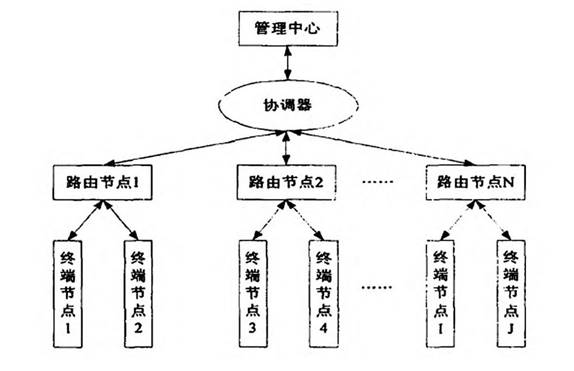 管理中心
协调器
路由节点1
路由节点2
......
路由节点N
终端节点1
终端节点2
终端节点3
终端节点4
......
终端节点I
终端节点J